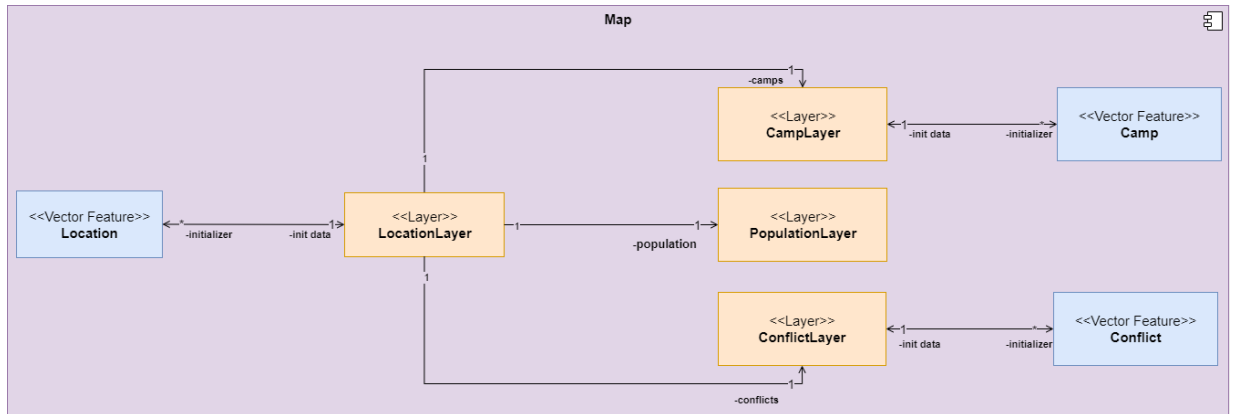 Map
1
-camps
<<Layer>>
CampLayer
1
-init data
*
-initializer
<<Vector Feature>>
Camp
1
<<Vector Feature>>
Location
*
-initializer
1
-init data
<<Layer>>
LocationLayer
1
1
-population
<<Layer>>
PopulationLayer
1
<<Layer>>
ConflictLayer
1
-init data
*
-initializer
<<Vector Feature>>
Conflict
1
-conflicts